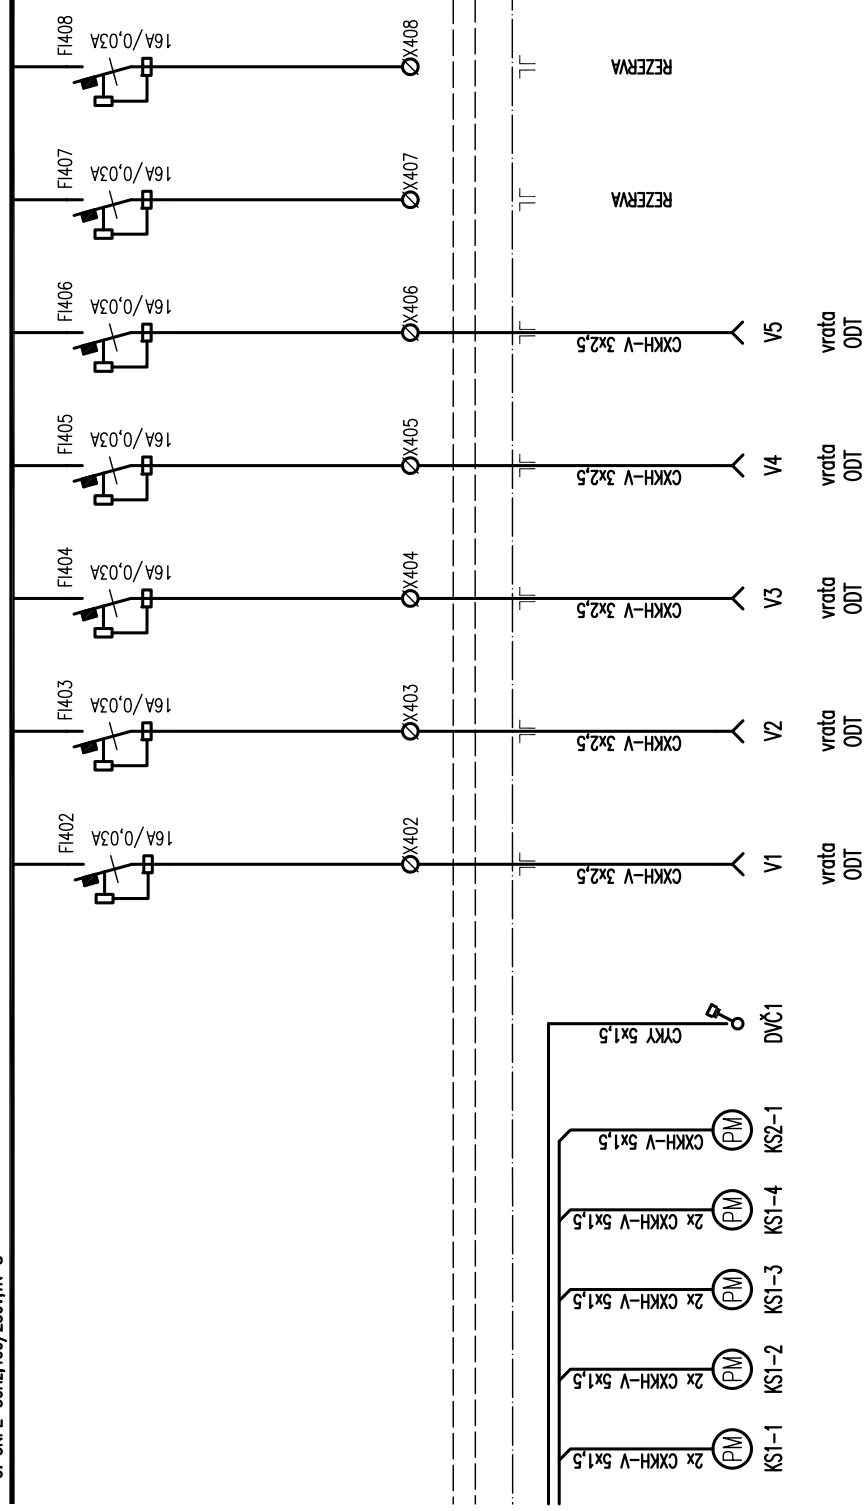 FI408
16A/0,03A
X408
REZERVA
FI407
16A/0,03A
X407
REZERVA
FI406
16A/0,03A
X406
CXKH-V 3x2,5
V5
vrata
ODT
FI405
16A/0,03A
X405
CXKH-V 3x2,5
V4
vrata
ODT
FI404
16A/0,03A
X404
CXKH-V 3x2,5
V3
vrata
ODT
FI403
16A/0,03A
X403
CXKH-V 3x2,5
V2
vrata
ODT
FI402
16A/0,03A
X402
CXKH-V 3x2,5
V1
vrata
ODT
CYKY 5x1,5
DVČ1
CXKH-V 5x1,5
PM
KS2-1
2x CXKH-V 5x1,5
PM
KS1-4
2x CXKH-V 5x1,5
PM
KS1-3
2x CXKH-V 5x1,5
PM
KS1-2
2x CXKH-V 5x1,5
PM
KS1-1